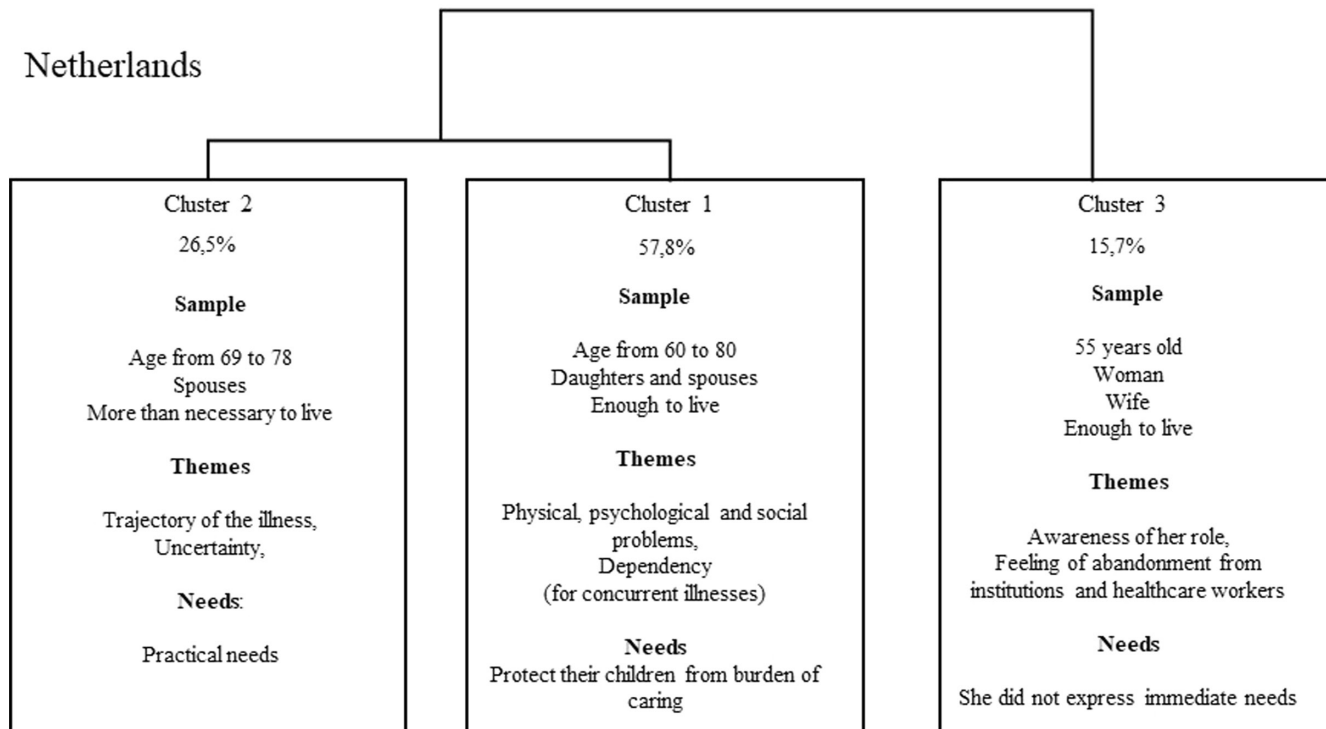 Netherlands
Cluster 2
26,5%
Sample
Age from 69 to 78
Spouses
More than necessary to live
Themes
Trajectory of the illness,
Uncertainty,
Needs:
Practical needs
Cluster 1
57,8%
Sample
Age from 60 to 80
Daughters and spouses
Enough to live
Themes
Physical, psychological and social
problems,
Dependency
(for concurrent illnesses)
Needs
Protect their children from burden of
caring
Cluster 3
15,7%
Sample
55 years old
Woman
Wife
Enough to live
Themes
Awareness of her role,
Feeling of abandonment from
institutions and healthcare workers
Needs
She did not express immediate needs